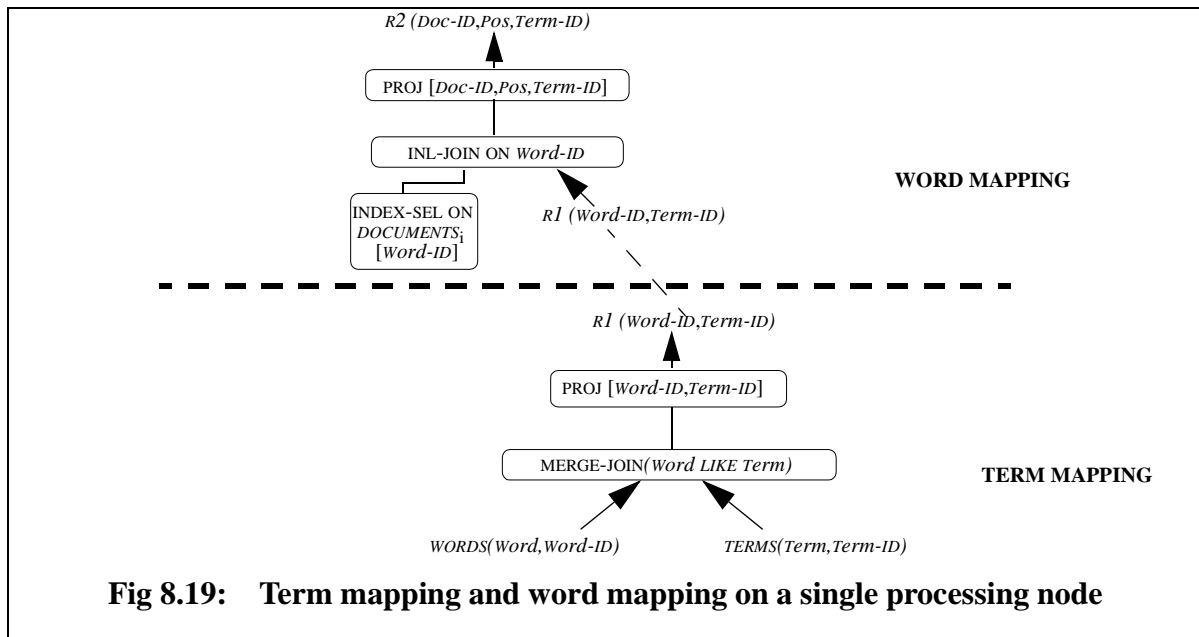 R2 (Doc-ID,Pos,Term-ID)
PROJ [Doc-ID,Pos,Term-ID]
INL-JOIN ON Word-ID
WORD MAPPING
INDEX-SEL ON
DOCUMENTSi
[Word-ID]
R1 (Word-ID,Term-ID)
R1 (Word-ID,Term-ID)
PROJ [Word-ID,Term-ID]
MERGE-JOIN(Word LIKE Term)
TERM MAPPING
WORDS(Word,Word-ID)
TERMS(Term,Term-ID)
Fig 8.19: Term mapping and word mapping on a single processing node